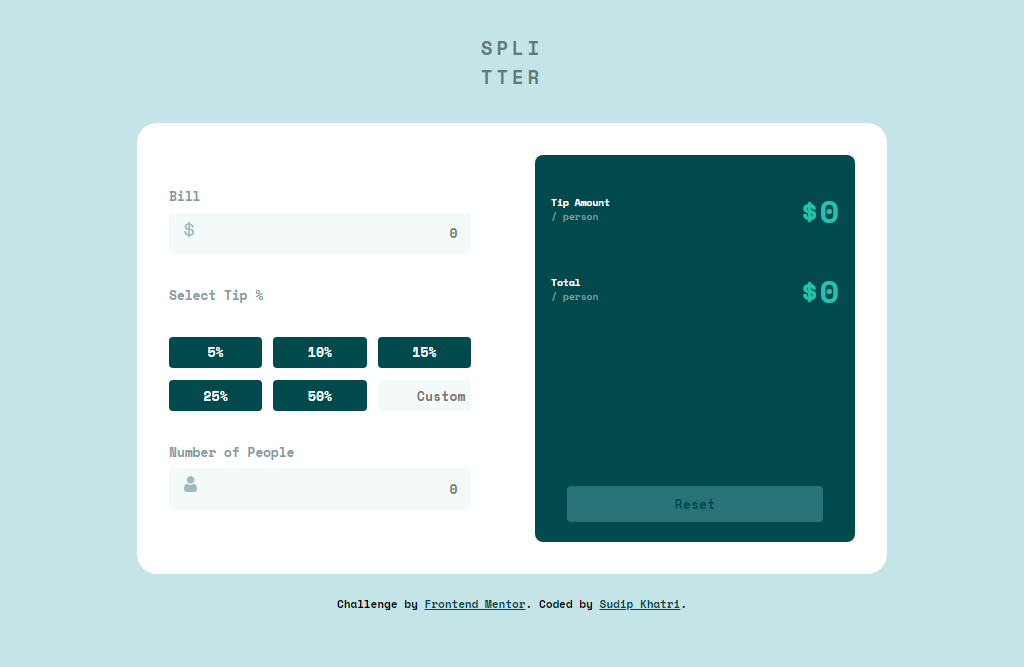 SPLI
TTER
Bill
$
0
Select Tip %
5%
10%
15%
25%
50%
Custom
Number of People
0
Tip Amount
/ person
$0
Total
/ person
$0
Reset
Challenge by Frontend Mentor. Coded by Sudip Khatri.